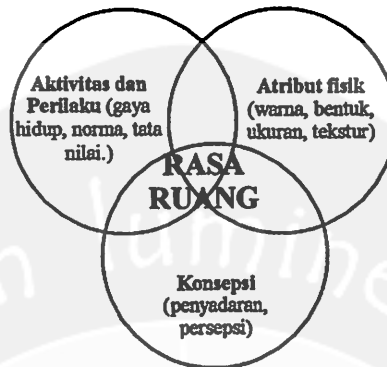 Aktivitas dan
Perilaku (gaya
hidup, norma, tata
nilai.)
Atribut fisik
(warna, bentuk,
ukuran, tekstur)
RASA
RUANG
Konsepsi
(penyadaran,
persepsi)